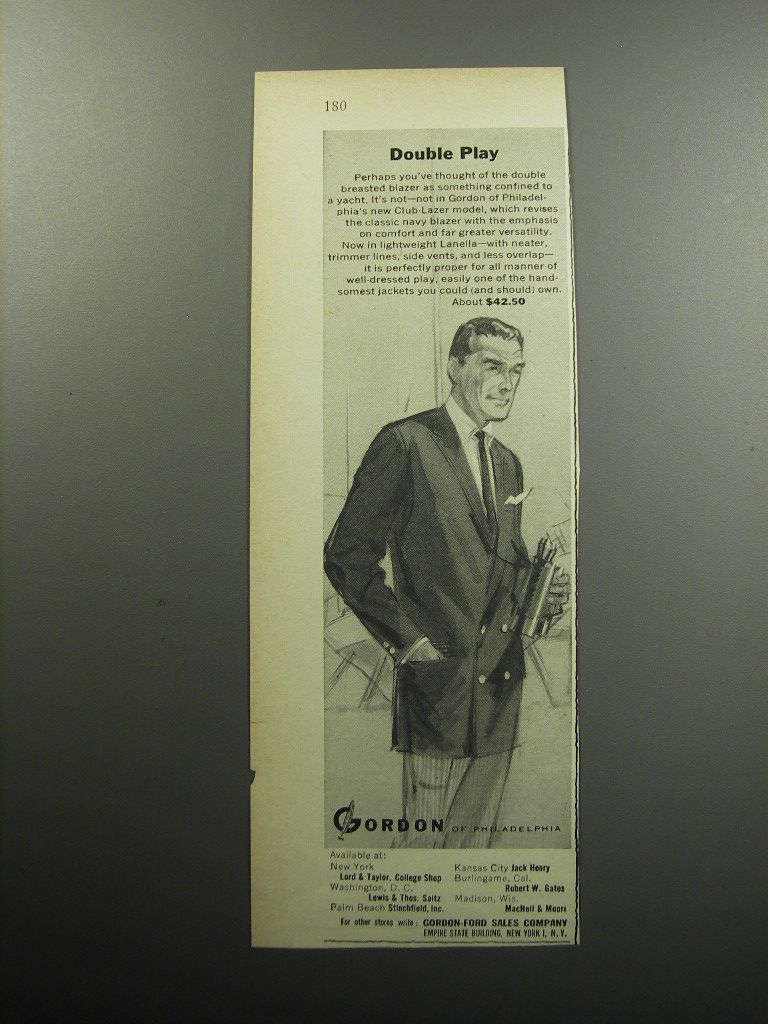 180
Double Play
Perhaps you've thought of the double
breasted blazer as something confined to
a yacht. It's not—not in Gordon of Philadel-
phia's new Club-Lazer model, which revises
the classic navy blazer with the emphasis
on comfort and far greater versatility.
Now in lightweight Lanella—with neater,
trimmer lines, side vents, and less overlap—
it is perfectly proper for all manner of
well-dressed play, easily one of the hand-
somest jackets you could (and should) own.
About $42.50
GORDON OF PHILADELPHIA
Available at:
New York
Lord & Taylor, College Shop
Washington, D. C.
Lewis & Thos. Saltz
Palm Beach Stinchfield, Inc.
Kansas City Jack Henry
Burlingame, Cal.
Robert W. Gates
Madison, Wis.
MacNeil & Moore
For other stores write: GORDON-FORD SALES COMPANY
EMPIRE STATE BUILDING, NEW YORK 1, N. Y.